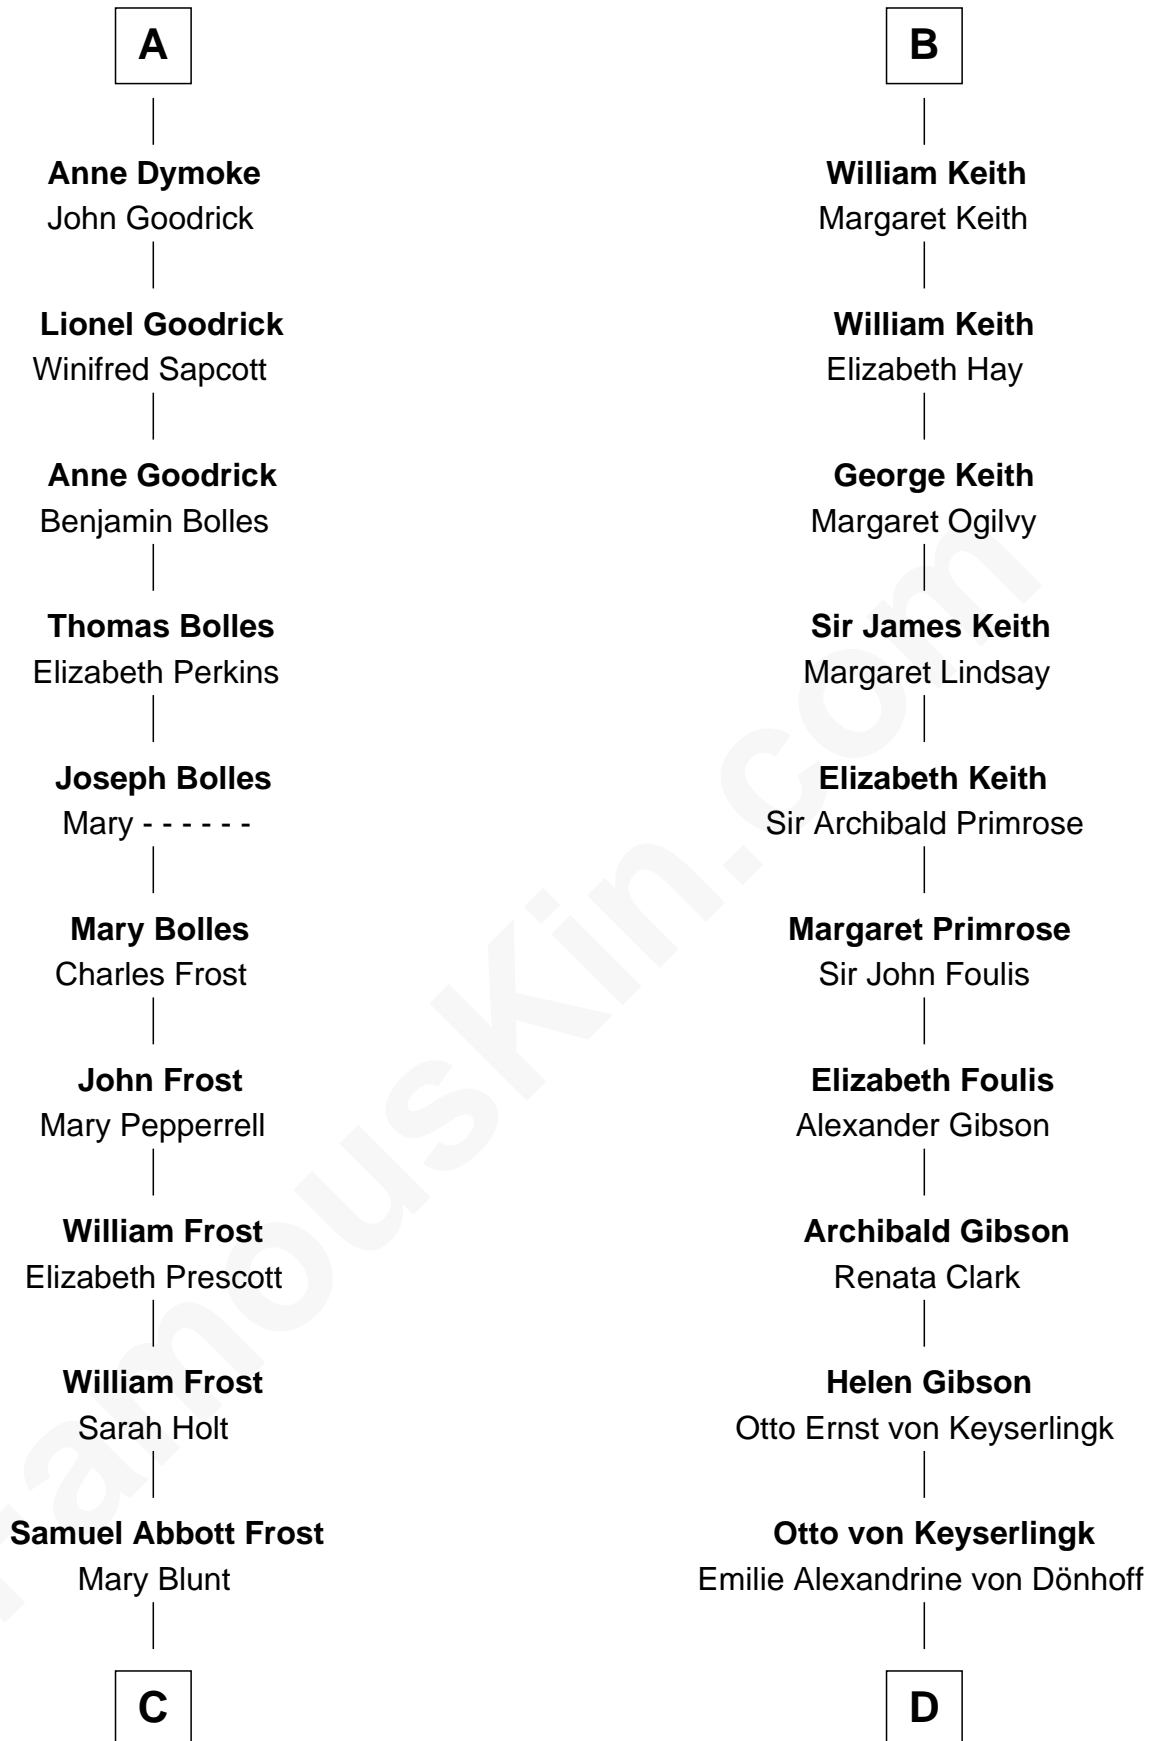 A
Anne Dymoke
John Goodrick
Lionel Goodrick
Winifred Sapcott
Anne Goodrick
Benjamin Bolles
Thomas Bolles
Elizabeth Perkins
Joseph Bolles
Mary - - - - - -
Mary Bolles
Charles Frost
John Frost
Mary Pepperrell
William Frost
Elizabeth Prescott
William Frost
Sarah Holt
Samuel Abbott Frost
Mary Blunt
C
B
William Keith
Margaret Keith
William Keith
Elizabeth Hay
George Keith
Margaret Ogilvy
Sir James Keith
Margaret Lindsay
Elizabeth Keith
Sir Archibald Primrose
Margaret Primrose
Sir John Foulis
Elizabeth Foulis
Alexander Gibson
Archibald Gibson
Renata Clark
Helen Gibson
Otto Ernst von Keyserlingk
Otto von Keyserlingk
Emilie Alexandrine von Dönhoff
D
FamousKin.com